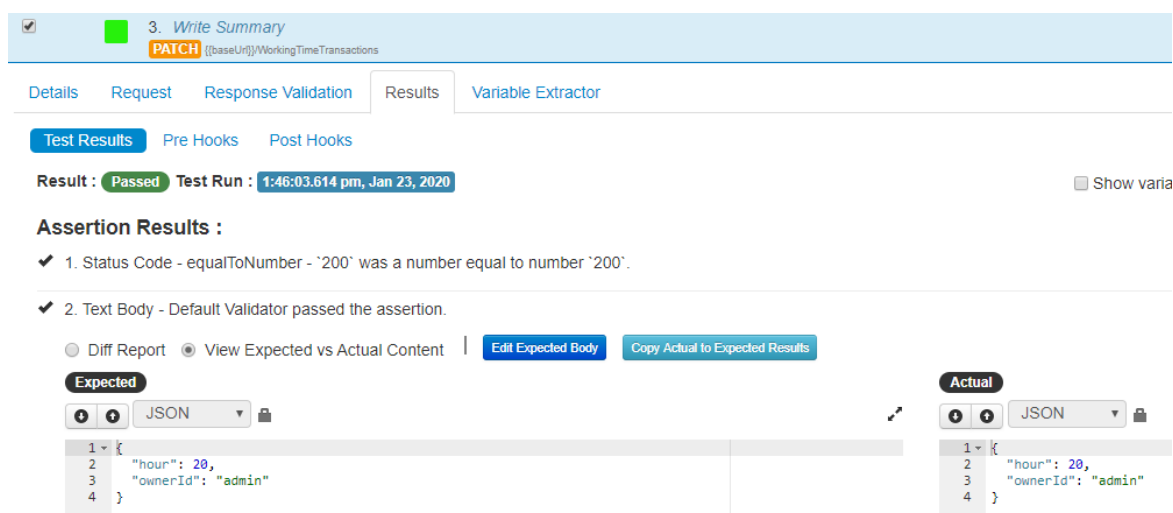 3. Write Summary
PATCH {{baseUrl}}/WorkingTimeTransactions
Details Request Response Validation Results Variable Extractor
Test Results Pre Hooks Post Hooks
Result : Passed Test Run : 1:46:03.614 pm, Jan 23, 2020 Show varia
Assertion Results :
1. Status Code - equalToNumber - `200` was a number equal to number `200`.
2. Text Body - Default Validator passed the assertion.
Diff Report View Expected vs Actual Content | Edit Expected Body Copy Actual to Expected Results
Expected Actual
JSON JSON
1 { 1 {
2 "hour": 20, 2 "hour": 20,
3 "ownerId": "admin" 3 "ownerId": "admin"
4 } 4 }